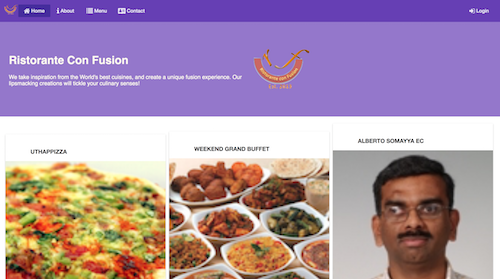 Home
About
Menu
Contact
Login
Ristorante Con Fusion
We take inspiration from the World's best cuisines, and create a unique fusion experience. Our
lipsmacking creations will tickle your culinary senses!
Ristorante con Fusion
UTHAPPIZZA
WEEKEND GRAND BUFFET
ALBERTO SOMAYYA EC